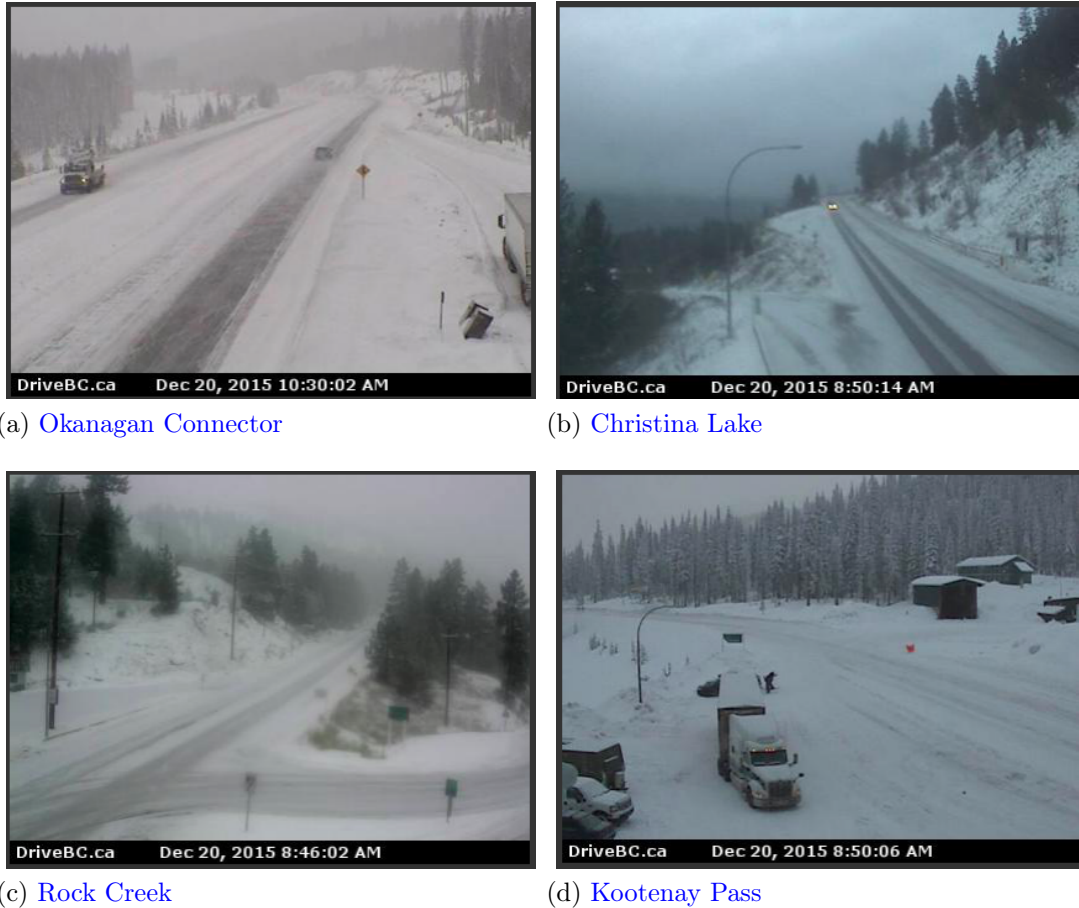 DriveBC.ca Dec 20, 2015 10:30:02 AM
DriveBC.ca Dec 20, 2015 8:50:14 AM
(a) Okanagan Connector
(b) Christina Lake
DriveBC.ca Dec 20, 2015 8:46:02 AM
DriveBC.ca Dec 20, 2015 8:50:06 AM
(c) Rock Creek
(d) Kootenay Pass